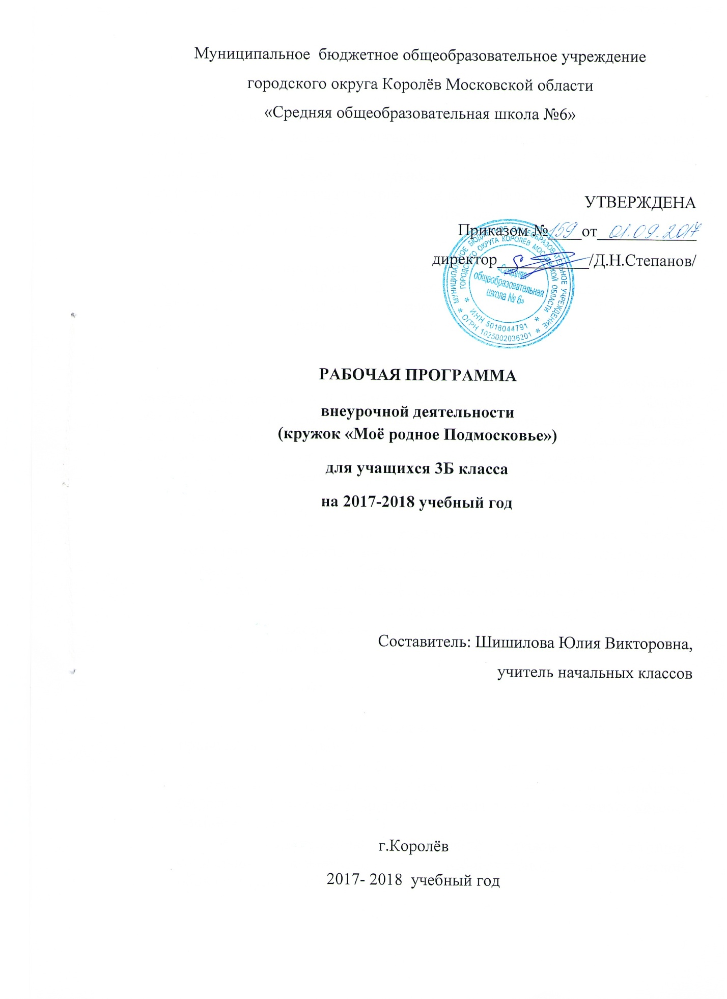 Муниципальное  бюджетное общеобразовательное учреждение
городского округа Королёв Московской области
«Средняя общеобразовательная школа №6»
УТВЕРЖДЕНА
Приказом № 159 от 01.09.2017
директор___________/Д.Н.Степанов/
МУНИЦИПАЛЬНОЕ БЮДЖЕТНОЕ ОБЩЕОБРАЗОВАТЕЛЬНОЕ УЧРЕЖДЕНИЕ
ГОРОДСКОГО ОКРУГА КОРОЛЁВ МОСКОВСКОЙ ОБЛАСТИ
«Средняя
общеобразовательная
школа № 6»
* ИНН 5018044791 *
* ОГРН 1025002036201 *
РАБОЧАЯ ПРОГРАММА
внеурочной деятельности
(кружок «Моё родное Подмосковье»)
для учащихся 3Б класса
на 2017-2018 учебный год
Составитель: Шишилова Юлия Викторовна,
учитель начальных классов
г.Королёв
2017- 2018  учебный год